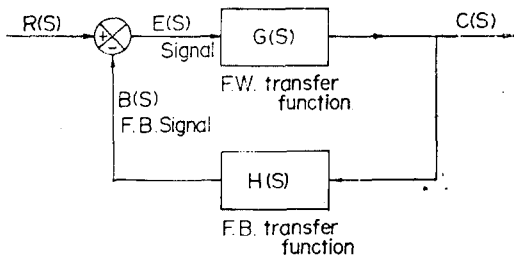 R(S)
+
-
E(S)
Signal
G(S)
C(S)
F.W. transfer
function
B(S)
F.B. Signal
H(S)
F.B. transfer
function